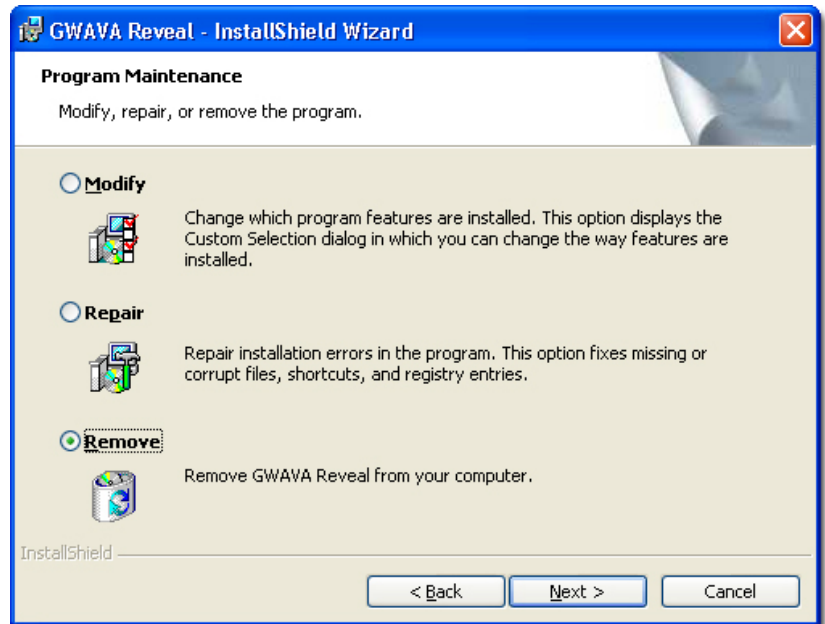 GWAVA Reveal - InstallShield Wizard
Program Maintenance
Modify, repair, or remove the program.
Modify
Change which program features are installed. This option displays the
Custom Selection dialog in which you can change the way features are
installed.
Repair
Repair installation errors in the program. This option fixes missing or
corrupt files, shortcuts, and registry entries.
Remove
Remove GWAVA Reveal from your computer.
InstallShield
< Back
Next >
Cancel